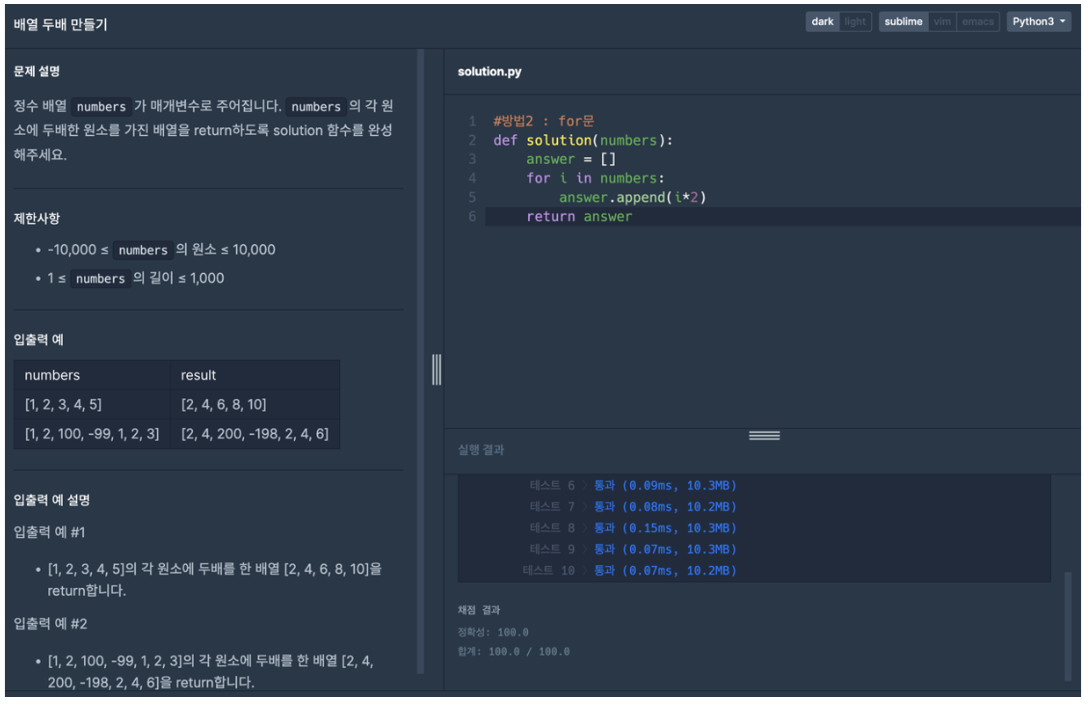 배열 두배 만들기
dark light sublime vim emacs Python3
문제 설명
정수 배열 numbers 가 매개변수로 주어집니다. numbers 의 각 원
소에 두배한 원소를 가진 배열을 return하도록 solution 함수를 완성
해주세요.
제한사항
• -10,000 ≤ numbers 의 원소 ≤ 10,000
• 1 ≤ numbers 의 길이 ≤ 1,000
입출력 예
numbers result
[1, 2, 3, 4, 5] [2, 4, 6, 8, 10]
[1, 2, 100, -99, 1, 2, 3] [2, 4, 200, -198, 2, 4, 6]
입출력 예 설명
입출력 예 #1
• [1, 2, 3, 4, 5]의 각 원소에 두배를 한 배열 [2, 4, 6, 8, 10]을
return합니다.
입출력 예 #2
• [1, 2, 100, -99, 1, 2, 3]의 각 원소에 두배를 한 배열 [2, 4,
200, -198, 2, 4, 6]을 return합니다.
solution.py
1 #방법2 : for문
2 def solution(numbers):
3     answer = []
4     for i in numbers:
5         answer.append(i*2)
6     return answer
실행 결과
테스트 6 > 통과 (0.09ms, 10.3MB)
테스트 7 > 통과 (0.08ms, 10.2MB)
테스트 8 > 통과 (0.15ms, 10.3MB)
테스트 9 > 통과 (0.07ms, 10.3MB)
테스트 10 > 통과 (0.07ms, 10.2MB)
채점 결과
정확성: 100.0
합계: 100.0 / 100.0